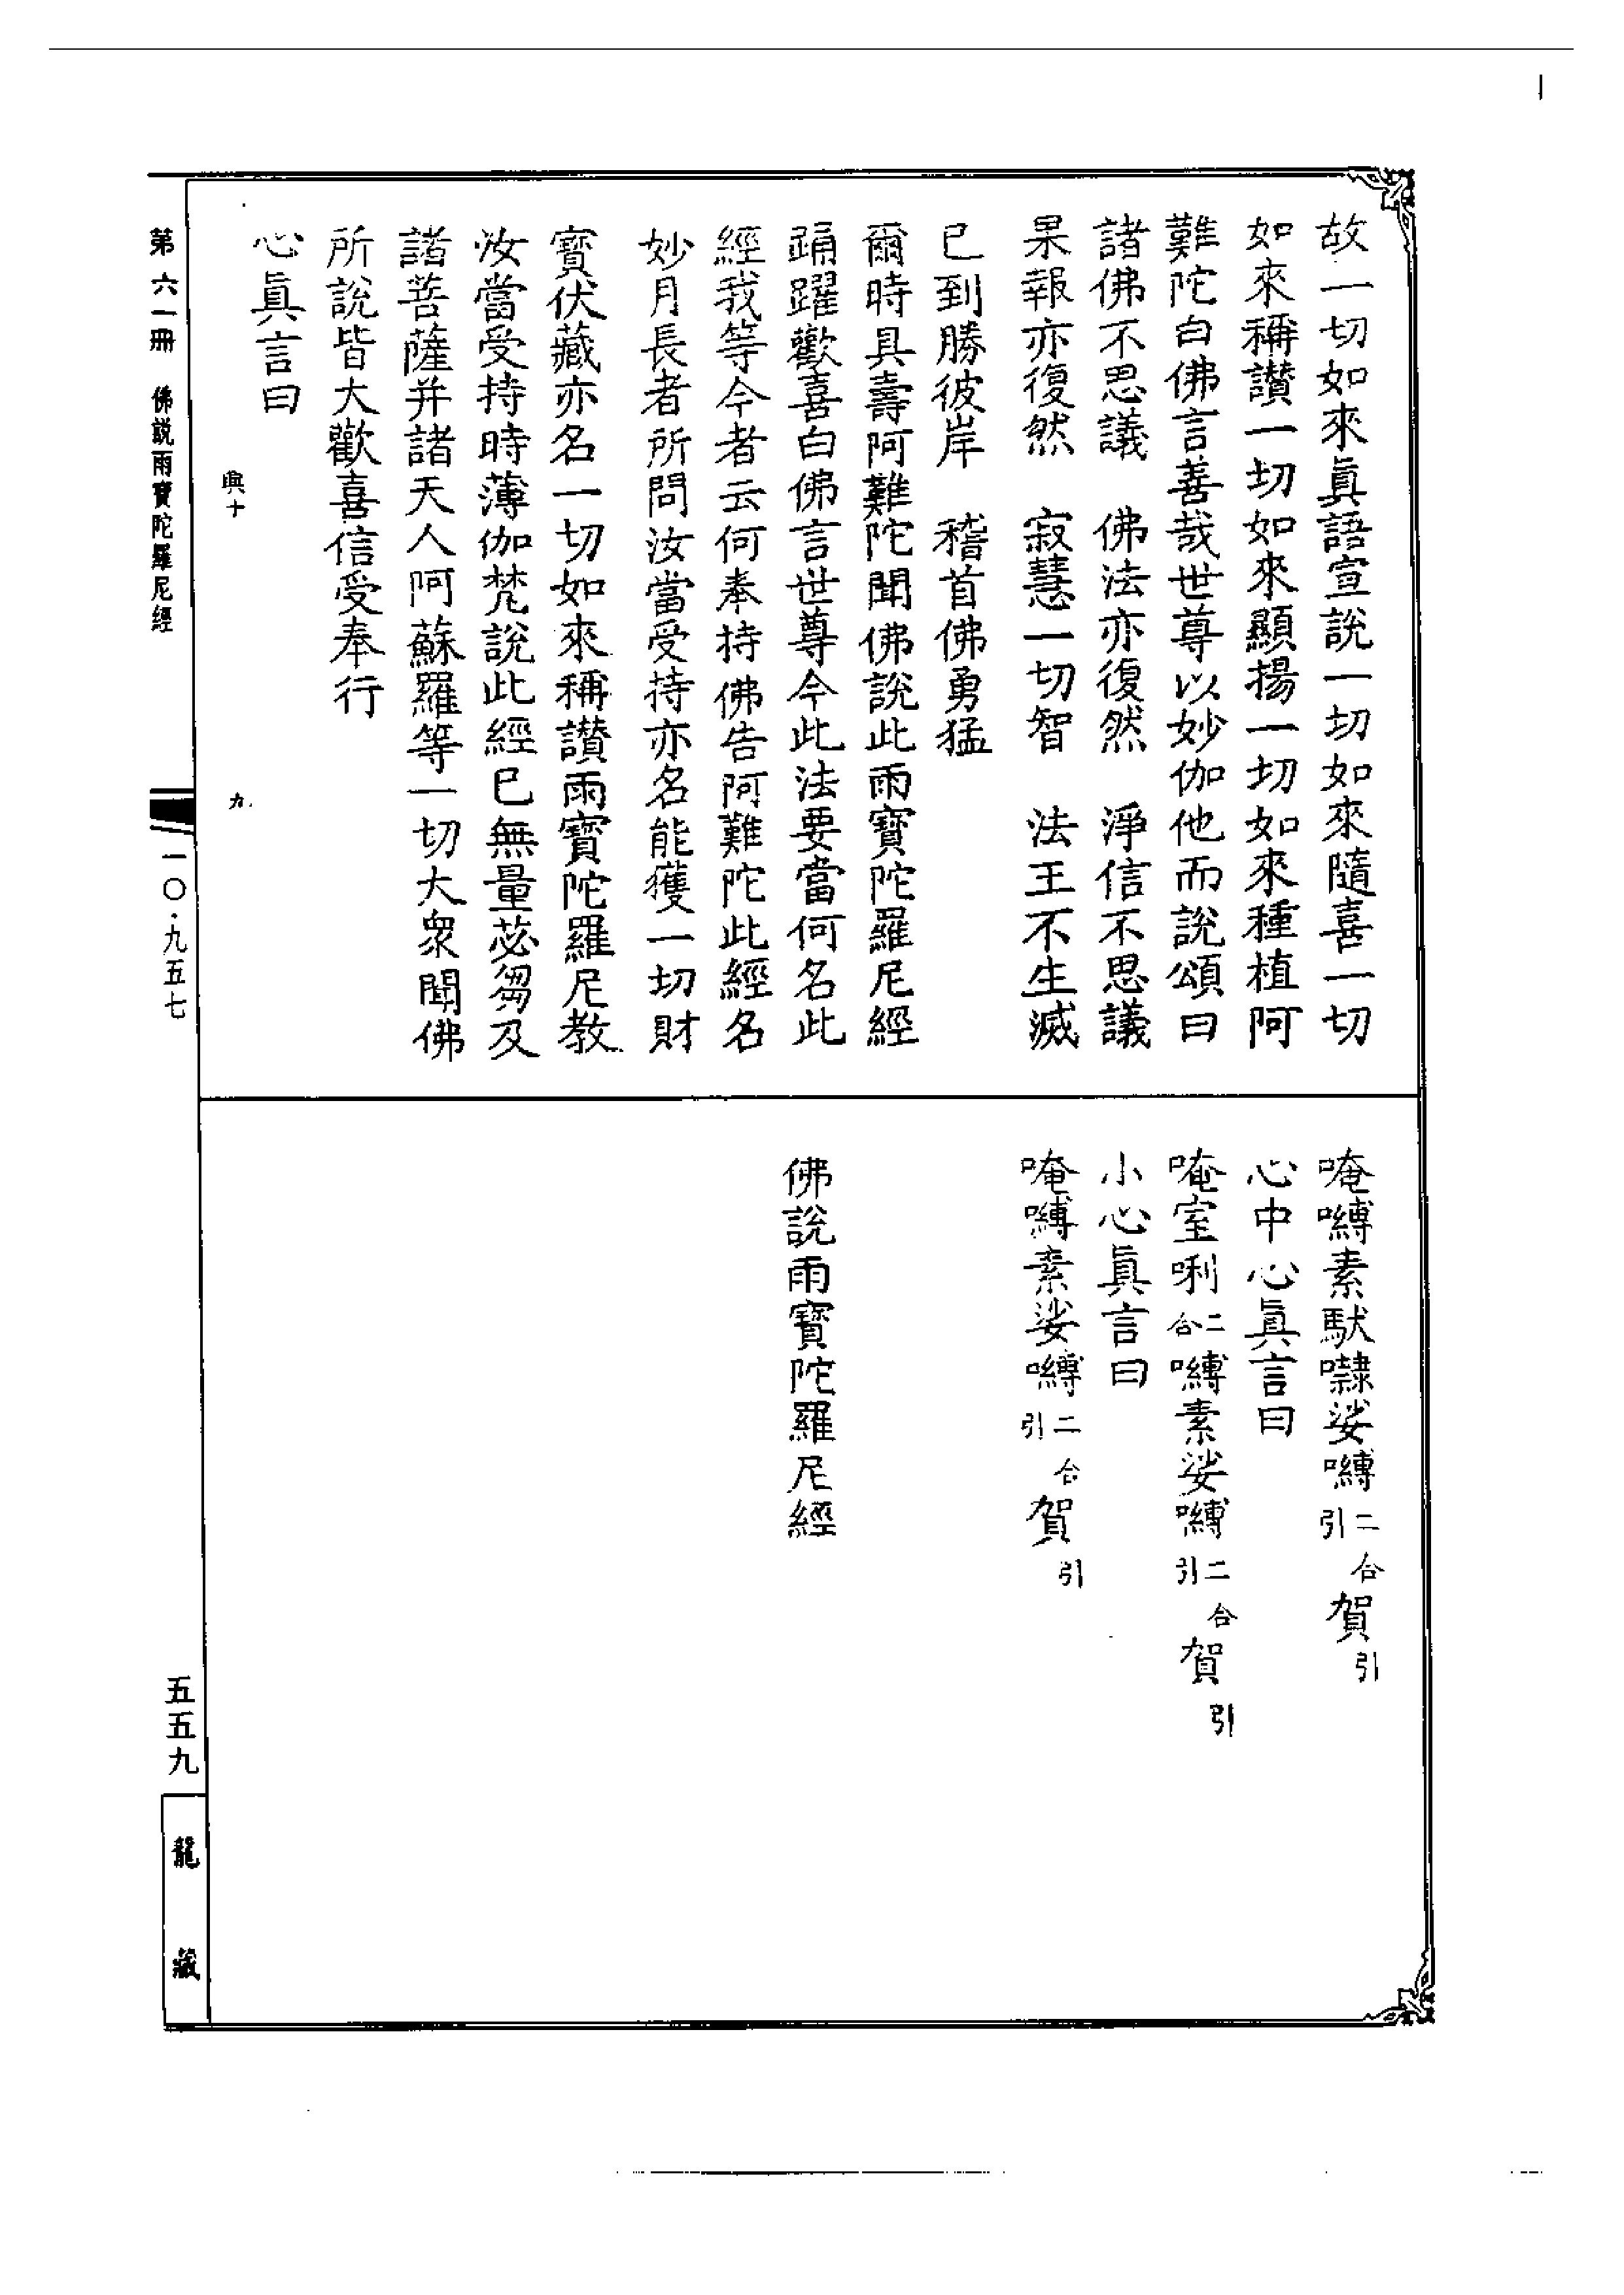 故一切如來眞語宣說一切如來隨喜一切
如來稱讃一切如來顯揚一切如來種植阿
難陀白佛言善哉世尊以妙伽他而說頌曰
諸佛不思議　佛法亦復然　淨信不思議
果報亦復然　寂慧一切智　法王不生滅
已到勝彼岸　稽首佛勇猛
爾時具壽阿難陀聞佛說此雨寶陀羅尼經
踊躍歡喜白佛言世尊今此法要當何名此
經我等今者云何奉持佛告阿難陀此經名
妙月長者所問汝當受持亦名能獲一切財
寶伏藏亦名一切如來稱讃雨寶陀羅尼教
汝當受持時薄伽梵說此經已無量苾芻及
諸菩薩并諸天人阿蘇羅等一切大衆聞佛
所說皆大歡喜信受奉行
心眞言曰
興十　九
唵嚩素馱㘑娑嚩二合引賀引
心中心眞言曰
唵室唎二合嚩素娑嚩二合引賀引
小心眞言曰
唵嚩素娑嚩二合引賀引
佛說雨寶陀羅尼經
第六一冊　佛説雨寶陀羅尼經
一〇·九五七
五五九
龍藏